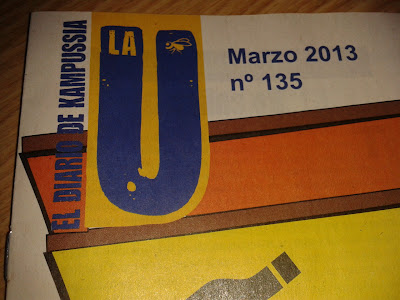 EL DIARIO DE KAMPUSSIA
LA
U
Marzo 2013
nº 135